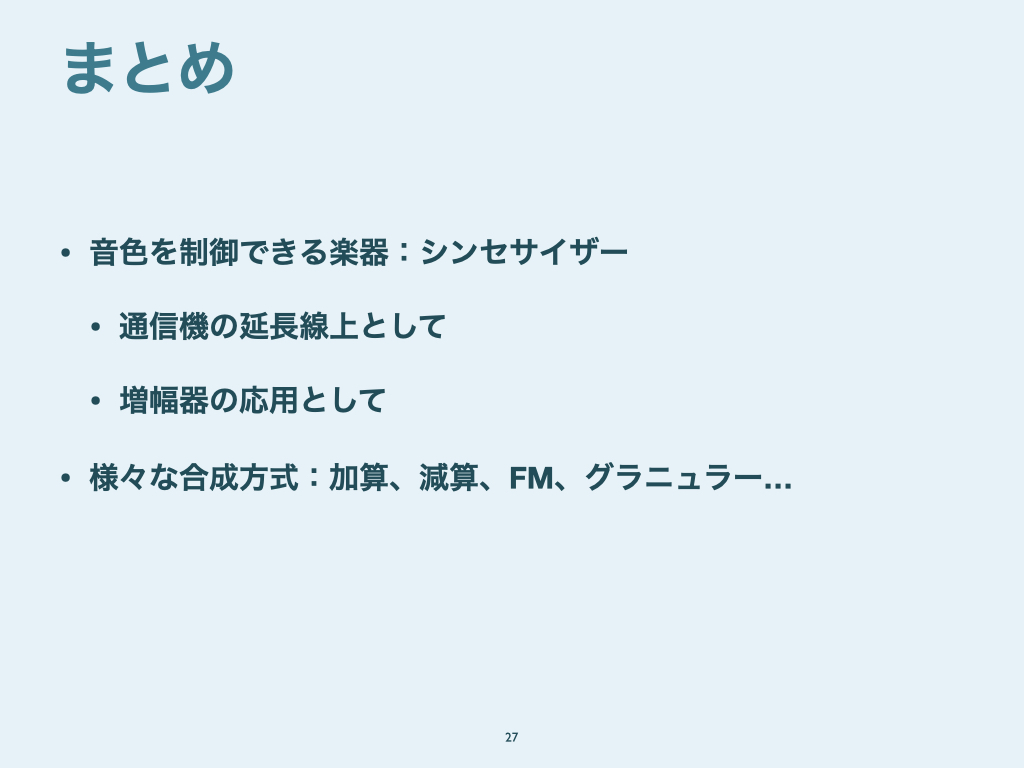 まとめ
• 音色を制御できる楽器：シンセサイザー
• 通信機の延長線上として
• 増幅器の応用として
• 様々な合成方式：加算、減算、FM、グラニュラー…
27